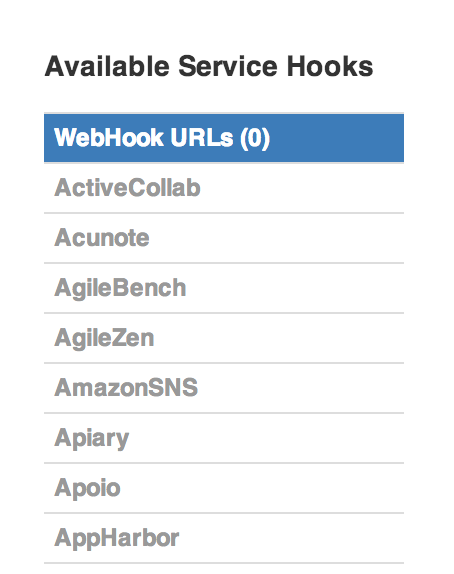 Available Service Hooks
WebHook URLs (0)
ActiveCollab
Acunote
AgileBench
AgileZen
AmazonSNS
Apiary
Apoio
AppHarbor